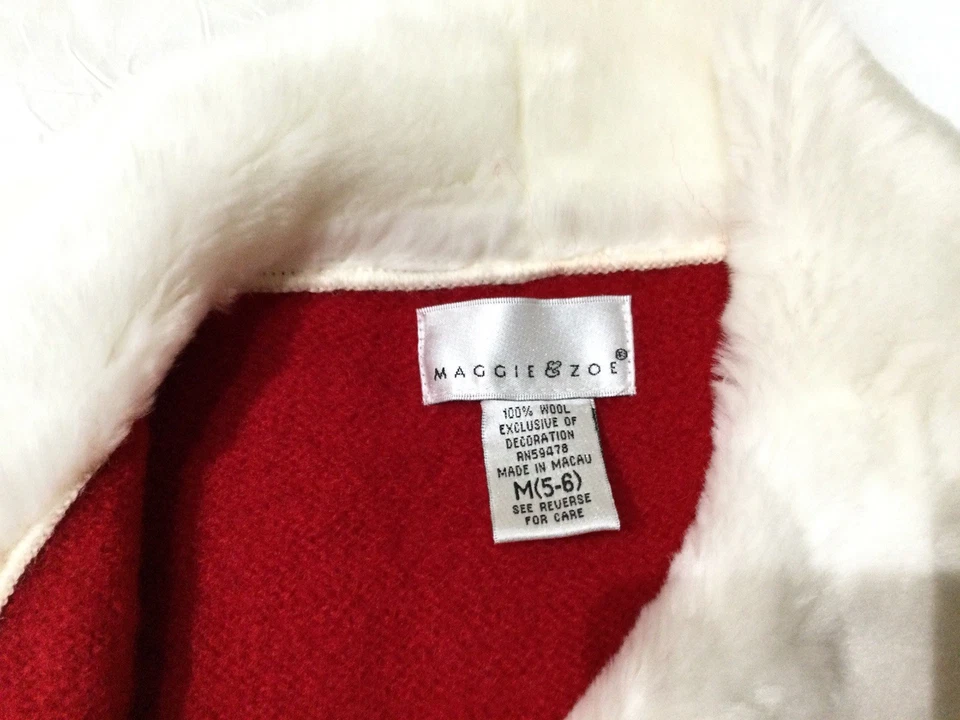 MAGGIE & ZOE®
100% WOOL
EXCLUSIVE OF
DECORATION
RN59478
MADE IN MACAU
M(5-6)
SEE REVERSE
FOR CARE